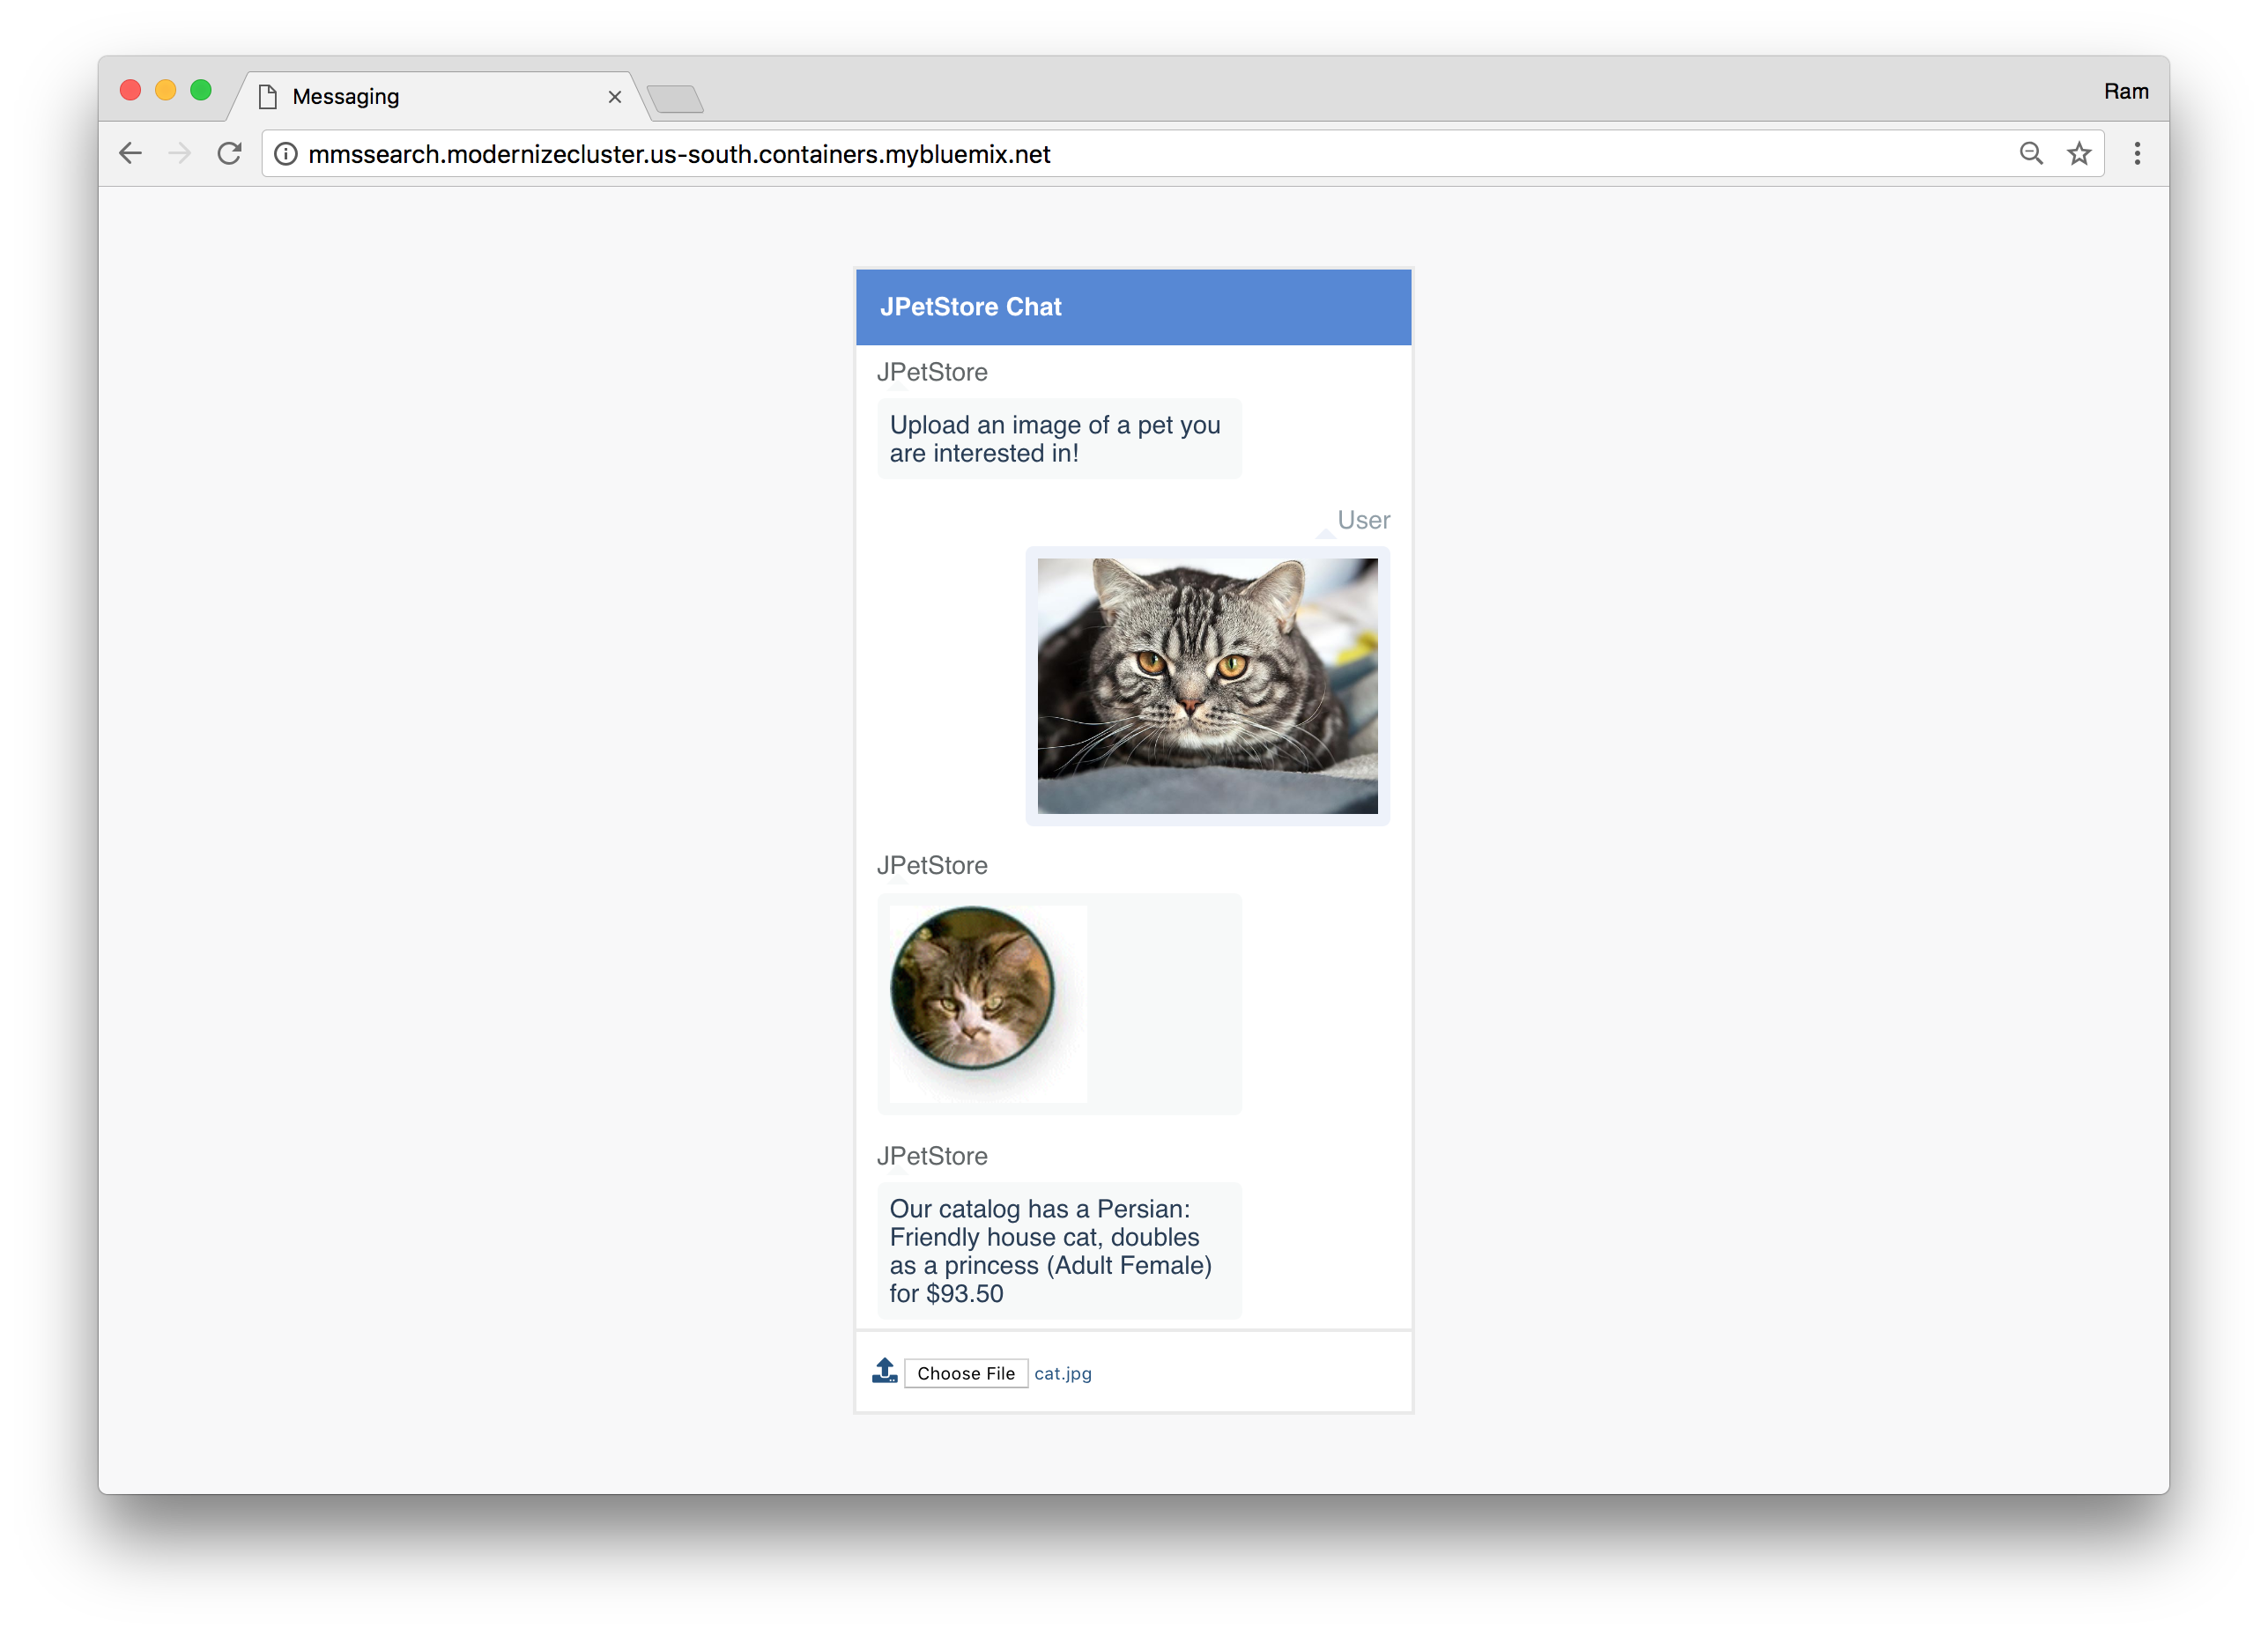 Messaging
Ram
mmssearch.modernizecluster.us-south.containers.mybluemix.net
JPetStore Chat
JPetStore
Upload an image of a pet you
are interested in!
User
JPetStore
JPetStore
Our catalog has a Persian:
Friendly house cat, doubles
as a princess (Adult Female)
for $93.50
Choose File cat.jpg